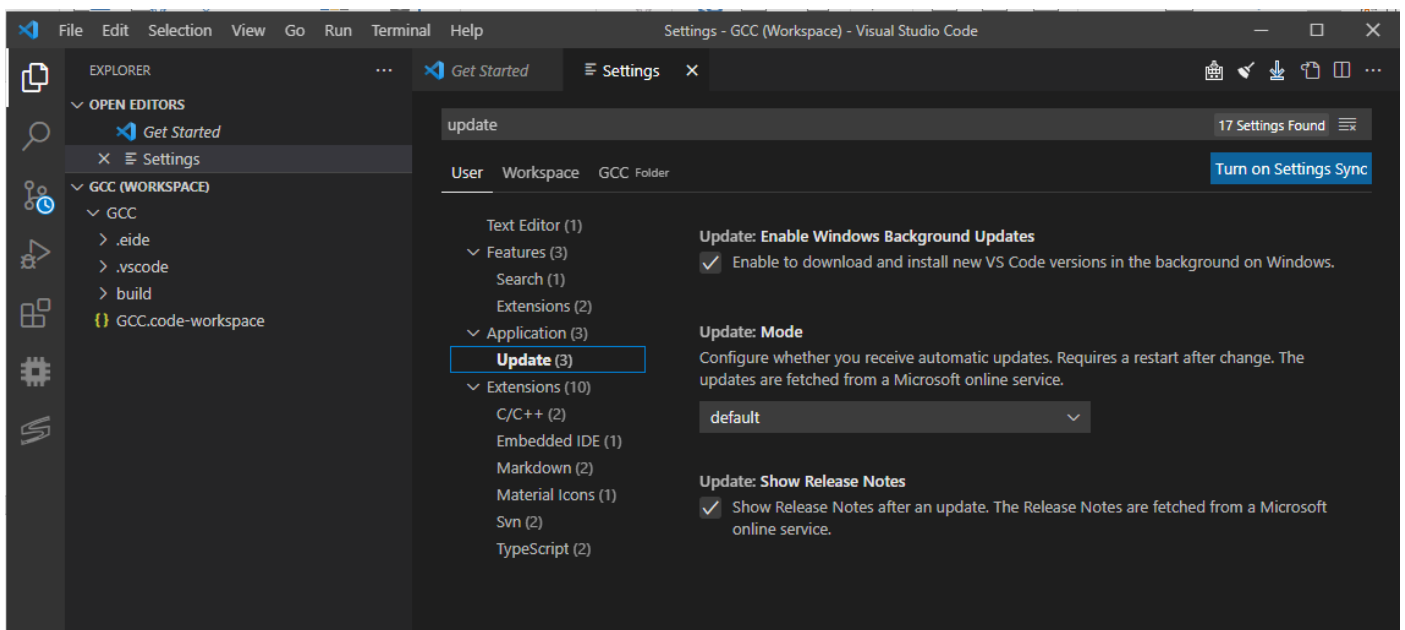 File Edit Selection View Go Run Terminal Help
Settings - GCC (Workspace) - Visual Studio Code
EXPLORER
OPEN EDITORS
Get Started
Settings
GCC (WORKSPACE)
GCC
.eide
.vscode
build
{} GCC.code-workspace
Get Started
Settings
update
17 Settings Found
User Workspace GCC Folder
Turn on Settings Sync
Text Editor (1)
Features (3)
Search (1)
Extensions (2)
Application (3)
Update (3)
Extensions (10)
C/C++ (2)
Embedded IDE (1)
Markdown (2)
Material Icons (1)
Svn (2)
TypeScript (2)
Update: Enable Windows Background Updates
Enable to download and install new VS Code versions in the background on Windows.
Update: Mode
Configure whether you receive automatic updates. Requires a restart after change. The
updates are fetched from a Microsoft online service.
default
Update: Show Release Notes
Show Release Notes after an update. The Release Notes are fetched from a Microsoft
online service.